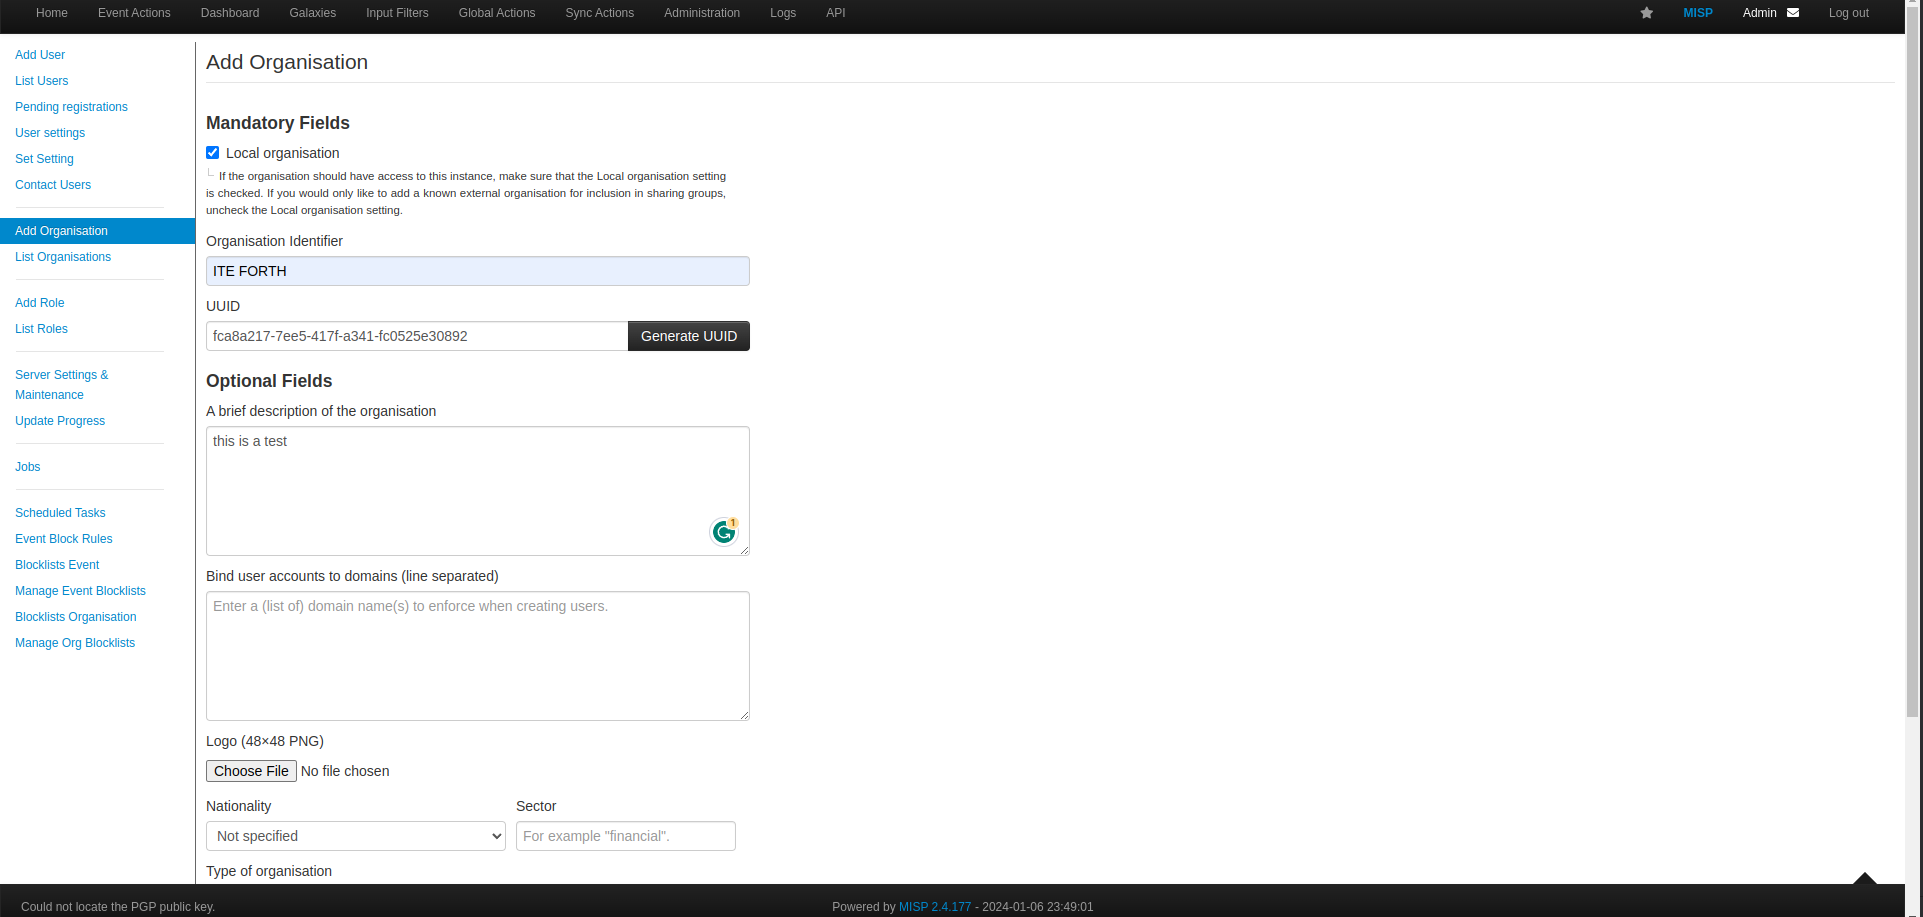 Home Event Actions Dashboard Galaxies Input Filters Global Actions Sync Actions Administration Logs API MISP Admin Log out
Add User
List Users
Pending registrations
User settings
Set Setting
Contact Users
Add Organisation
List Organisations
Add Role
List Roles
Server Settings &
Maintenance
Update Progress
Jobs
Scheduled Tasks
Event Block Rules
Blocklists Event
Manage Event Blocklists
Blocklists Organisation
Manage Org Blocklists
Add Organisation
Mandatory Fields
Local organisation
If the organisation should have access to this instance, make sure that the Local organisation setting
is checked. If you would only like to add a known external organisation for inclusion in sharing groups,
uncheck the Local organisation setting.
Organisation Identifier
ITE FORTH
UUID
fca8a217-7ee5-417f-a341-fc0525e30892 Generate UUID
Optional Fields
A brief description of the organisation
this is a test
1
Bind user accounts to domains (line separated)
Enter a (list of) domain name(s) to enforce when creating users.
Logo (48×48 PNG)
Choose File No file chosen
Nationality Sector
Not specified For example "financial".
Type of organisation
Could not locate the PGP public key. Powered by MISP 2.4.177 - 2024-01-06 23:49:01